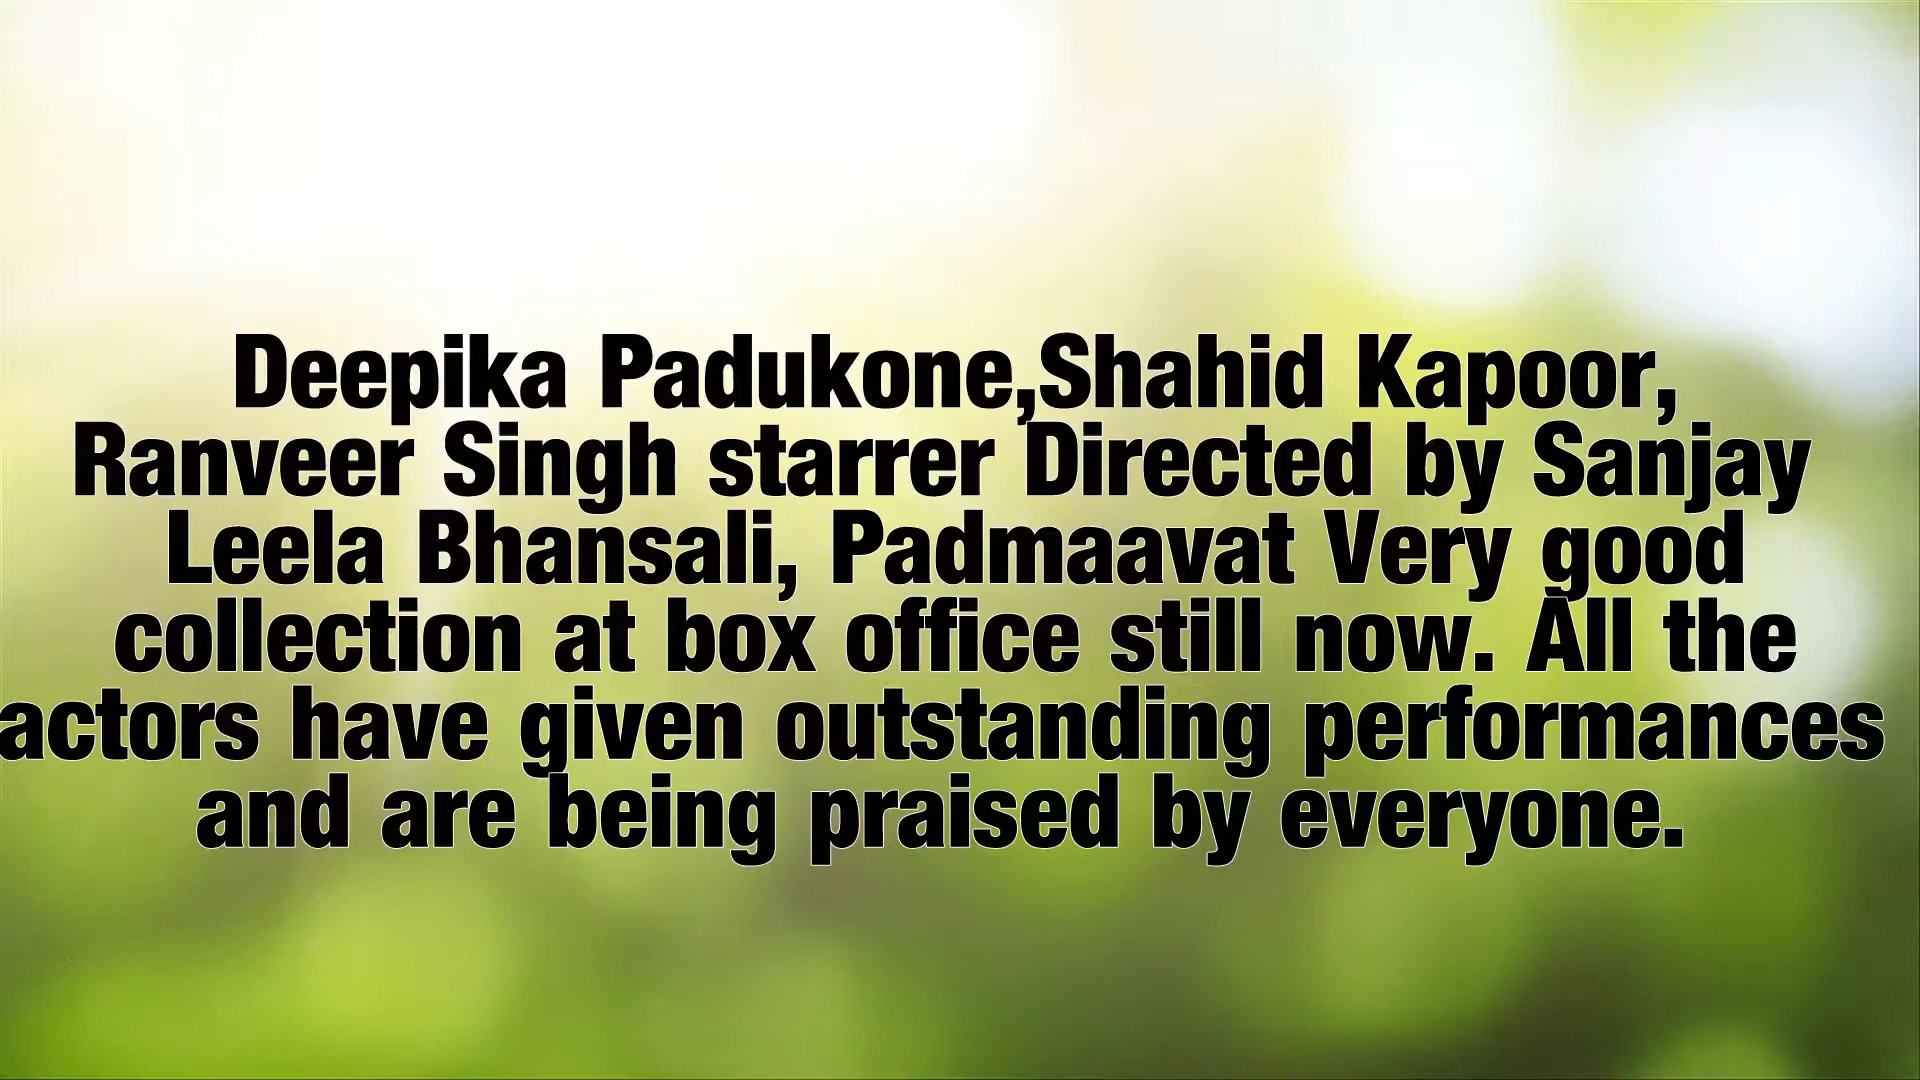 Deepika Padukone,Shahid Kapoor,
Ranveer Singh starrer Directed by Sanjay
Leela Bhansali, Padmaavat Very good
collection at box office still now. All the
actors have given outstanding performances
and are being praised by everyone.